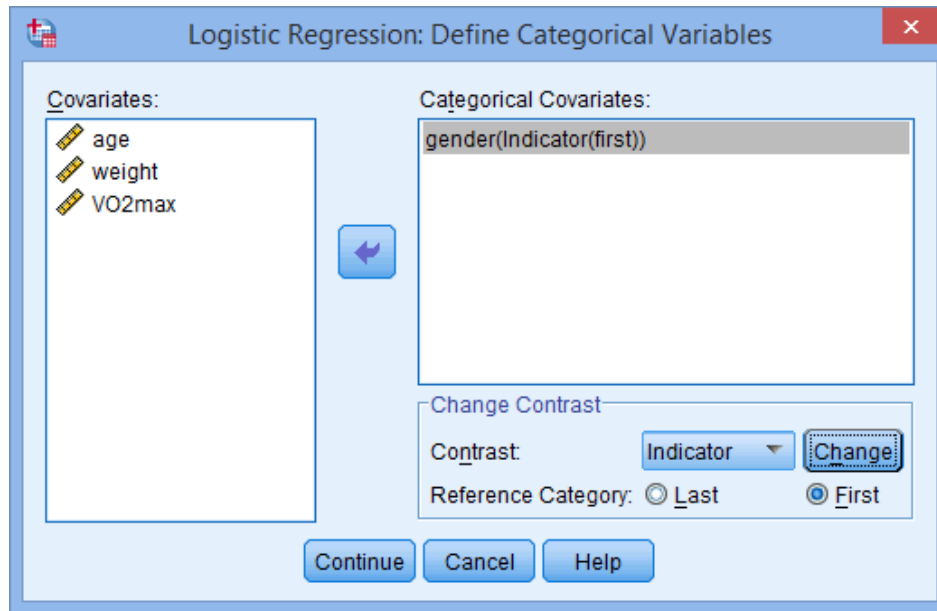 Logistic Regression: Define Categorical Variables
Covariates:
age
weight
VO2max
Categorical Covariates:
gender(Indicator(first))
Change Contrast
Contrast: Indicator Change
Reference Category: Last First
Continue Cancel Help